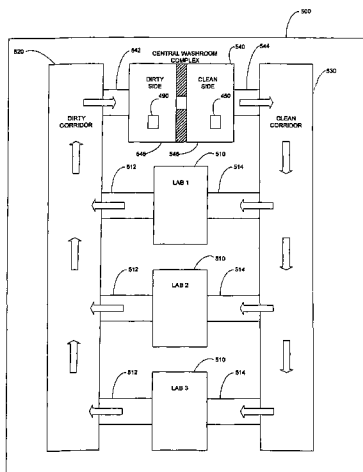 500
520
542
CENTRAL WASHROOM
COMPLEX
540
544
530
DIRTY
SIDE
CLEAN
SIDE
490
450
DIRTY
CORRIDOR
CLEAN
CORRIDOR
545
546
510
512
LAB 1
514
510
512
LAB 2
514
510
512
LAB 3
514